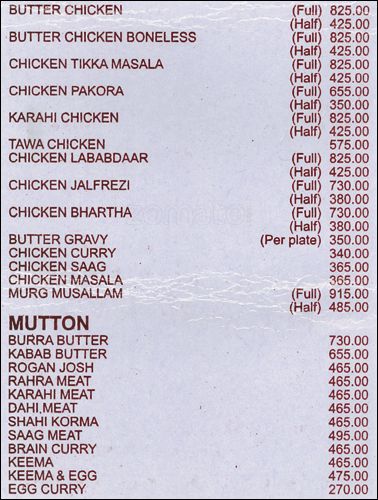 BUTTER CHICKEN (Full) 825.00
(Half) 425.00
BUTTER CHICKEN BONELESS (Full) 825.00
(Half) 425.00
CHICKEN TIKKA MASALA (Full) 825.00
(Half) 425.00
CHICKEN PAKORA (Full) 655.00
(Half) 350.00
KARAHI CHICKEN (Full) 825.00
(Half) 425.00
TAWA CHICKEN 575.00
CHICKEN LABABDAAR (Full) 825.00
(Half) 425.00
CHICKEN JALFREZI (Full) 730.00
(Half) 380.00
CHICKEN BHARTHA (Full) 730.00
(Half) 380.00
zomato
BUTTER GRAVY (Per plate) 350.00
CHICKEN CURRY 340.00
CHICKEN SAAG 365.00
CHICKEN MASALA 365.00
MURG MUSALLAM (Full) 915.00
(Half) 485.00
MUTTON
BURRA BUTTER 730.00
KABAB BUTTER 655.00
ROGAN JOSH 465.00
RAHRA MEAT 465.00
KARAHI MEAT 465.00
DAHI,MEAT 465.00
SHAHI KORMA 465.00
SAAG MEAT 495.00
BRAIN CURRY 465.00
KEEMA 465.00
KEEMA & EGG 475.00
EGG CURRY 270.00